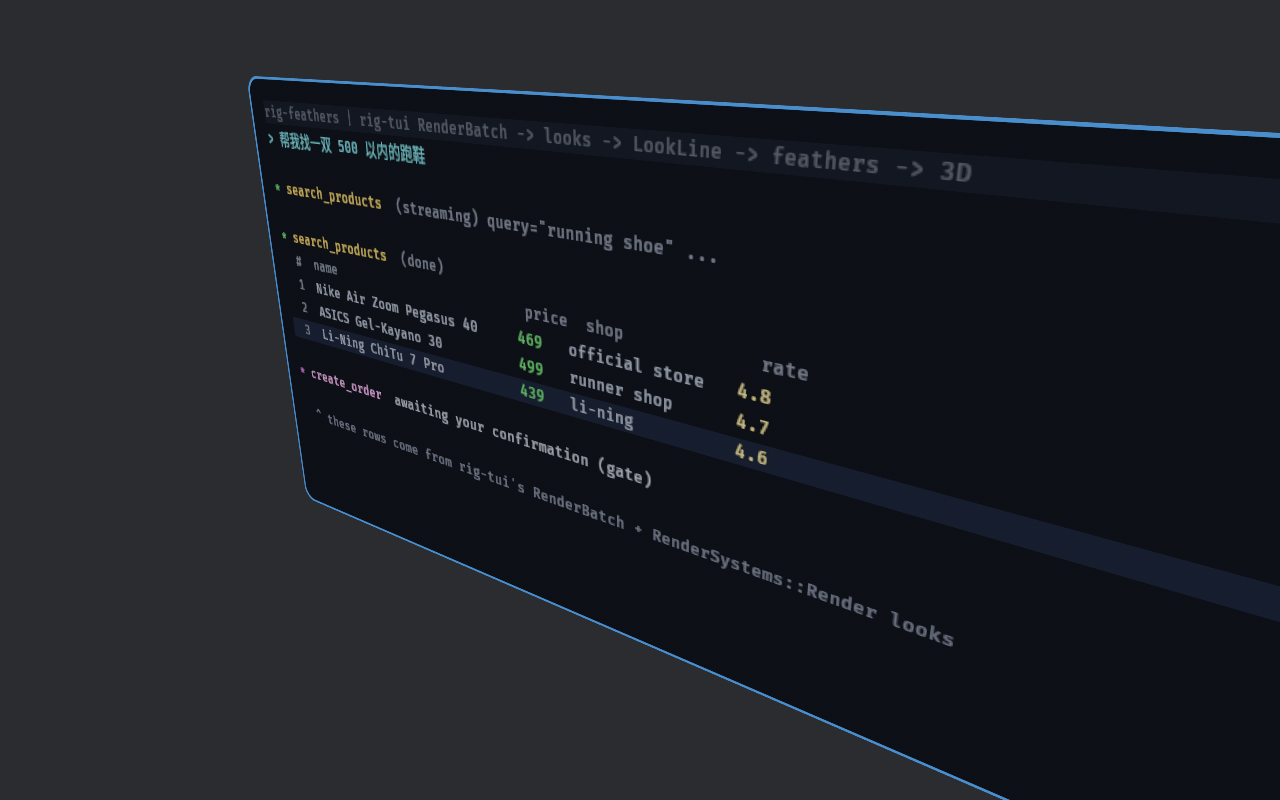 rig-feathers | rig-tui RenderBatch -> looks -> LookLine -> feathers -> 3D
> 帮我找一双 500 以内的跑鞋
* search_products (streaming) query="running shoe" ...
* search_products (done)
# name price shop rate
1 Nike Air Zoom Pegasus 40 469 official store 4.8
2 ASICS Gel-Kayano 30 499 runner shop 4.7
3 Li-Ning ChiTu 7 Pro 439 li-ning 4.6
* create_order awaiting your confirmation (gate)
^ these rows come from rig-tui's RenderBatch + RenderSystems::Render looks